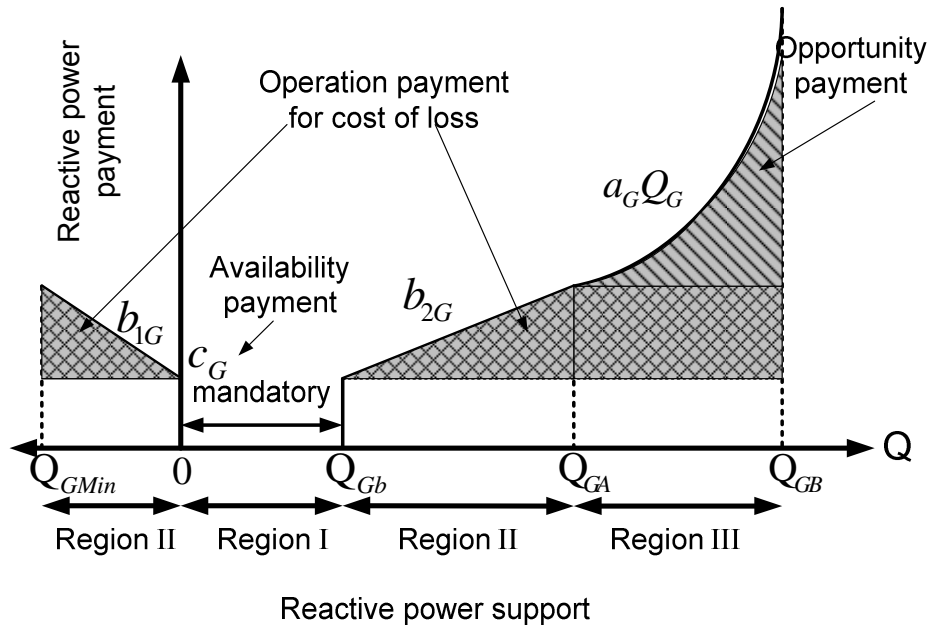 Reactive power
payment
Operation payment
for cost of loss
Opportunity
payment
a_G Q_G
Availability
payment
b_1G
b_2G
c_G
mandatory
Q
Q_GMin
0
Q_Gb
Q_GA
Q_GB
Region II
Region I
Region II
Region III
Reactive power support